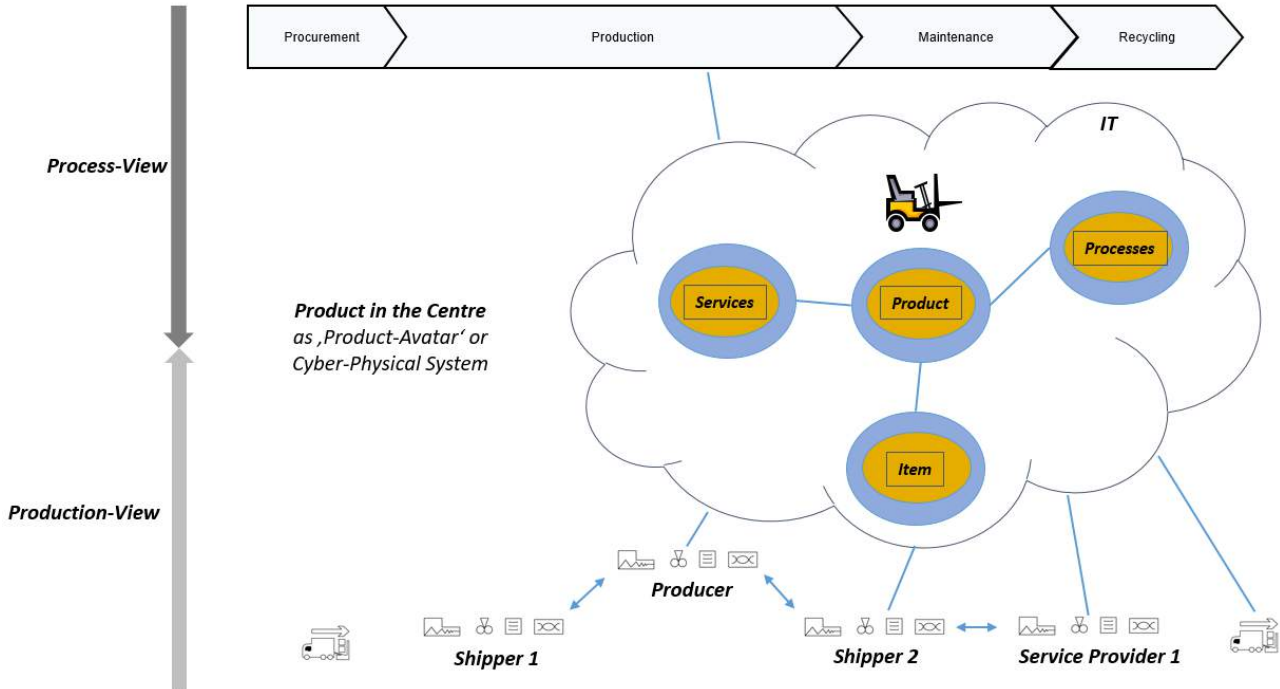 Procurement
Production
Maintenance
Recycling
IT
Process-View
Processes
Services
Product
Product in the Centre
as ‚Product-Avatar‘ or
Cyber-Physical System
Item
Production-View
Producer
Shipper 1
Shipper 2
Service Provider 1